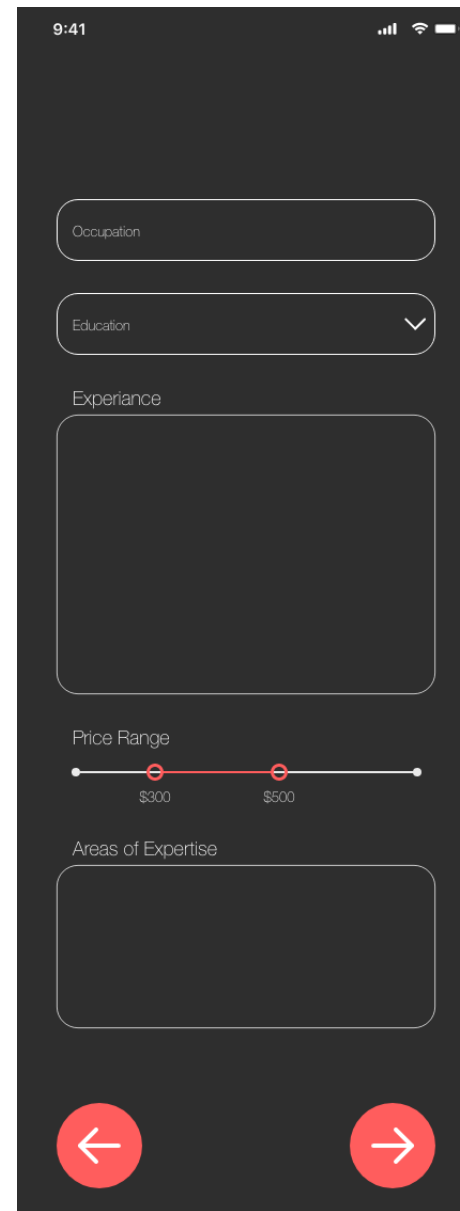 9:41
Occupation
Education
Experiance
Price Range
$300 $500
Areas of Expertise